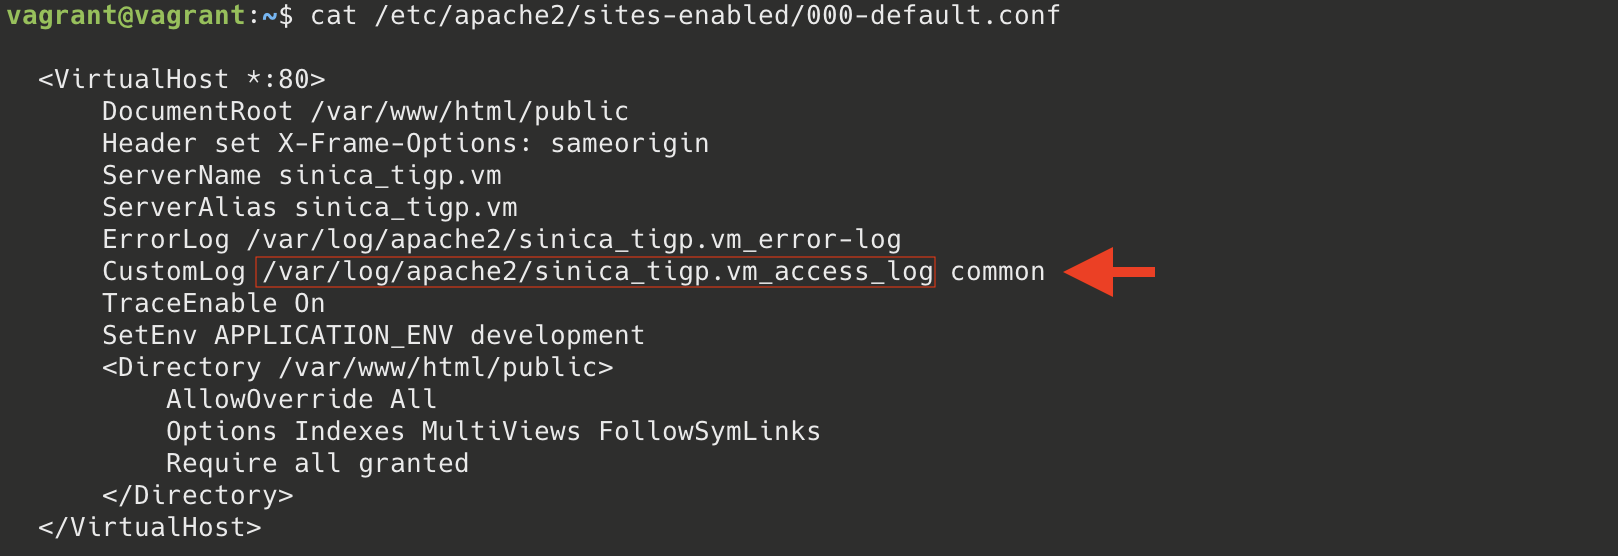 vagrant@vagrant:~$ cat /etc/apache2/sites-enabled/000-default.conf
<VirtualHost *:80>
DocumentRoot /var/www/html/public
Header set X-Frame-Options: sameorigin
ServerName sinica_tigp.vm
ServerAlias sinica_tigp.vm
ErrorLog /var/log/apache2/sinica_tigp.vm_error-log
CustomLog /var/log/apache2/sinica_tigp.vm_access_log common
TraceEnable On
SetEnv APPLICATION_ENV development
<Directory /var/www/html/public>
AllowOverride All
Options Indexes MultiViews FollowSymLinks
Require all granted
</Directory>
</VirtualHost>